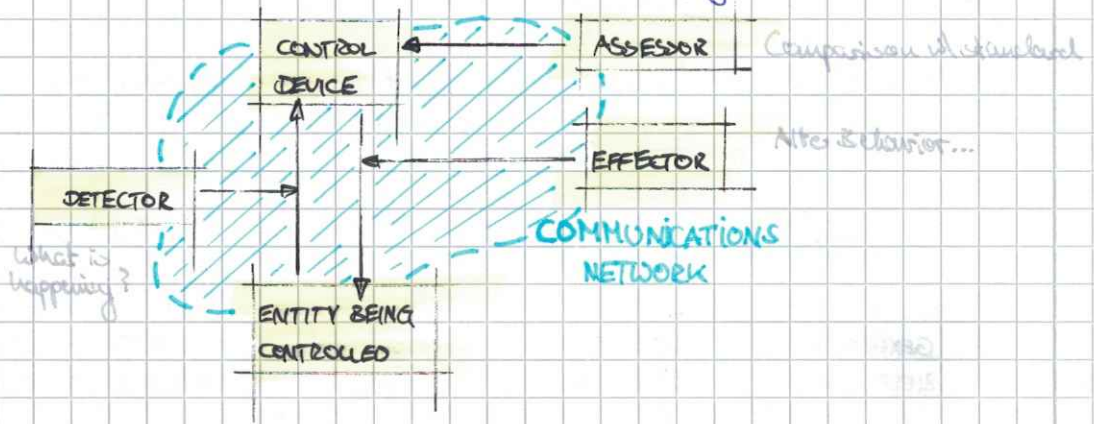 CONTROL
DEVICE
ASSESSOR
Comparison w. standard
EFFECTOR
Alter Behavior...
DETECTOR
What is
happening?
COMMUNICATIONS
NETWORK
ENTITY BEING
CONTROLLED